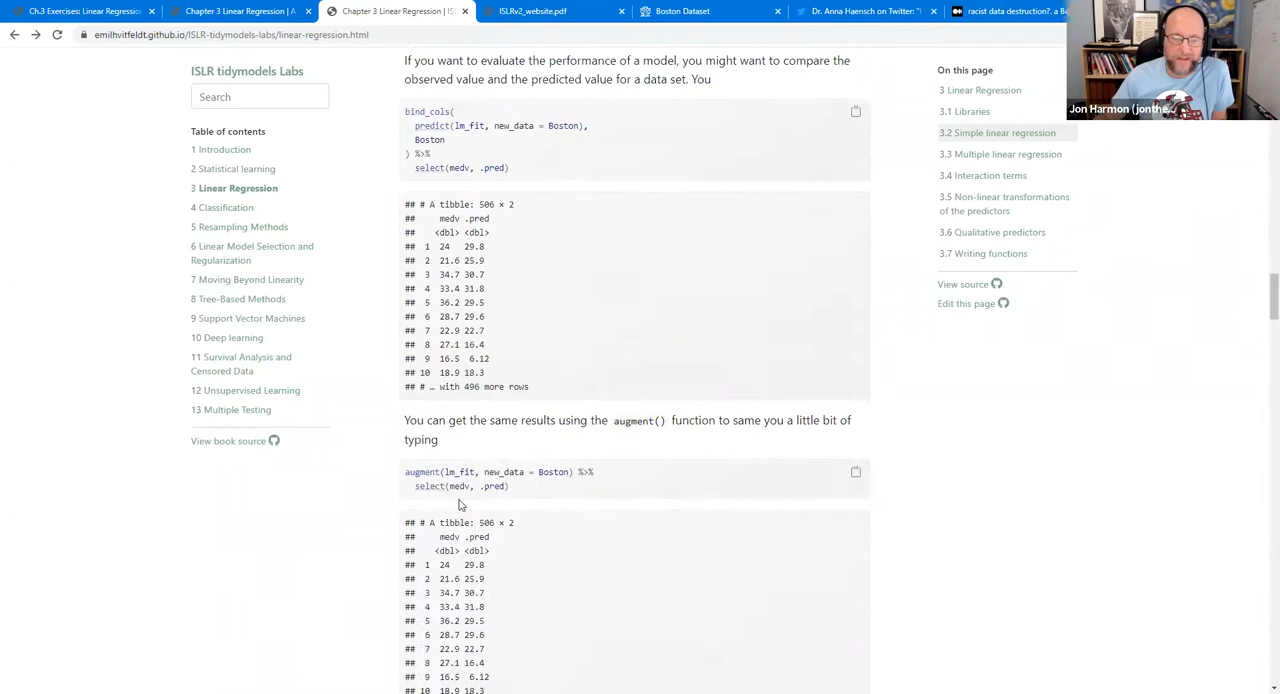 Ch.3 Exercises: Linear Regressio
Chapter 3 Linear Regression | A
Chapter 3 Linear Regression | ISL
ISLRv2_website.pdf
Boston Dataset
Dr. Anna Haensch on Twitter: "I
racist data destruction?. a Bo
emilhvitfeldt.github.io/ISLR-tidymodels-labs/linear-regression.html
Jon Harmon (jonthe...
ISLR tidymodels Labs
Search
Table of contents
1 Introduction
2 Statistical learning
3 Linear Regression
4 Classification
5 Resampling Methods
6 Linear Model Selection and
Regularization
7 Moving Beyond Linearity
8 Tree-Based Methods
9 Support Vector Machines
10 Deep learning
11 Survival Analysis and
Censored Data
12 Unsupervised Learning
13 Multiple Testing
View book source
If you want to evaluate the performance of a model, you might want to compare the
observed value and the predicted value for a data set. You
bind_cols(
predict(lm_fit, new_data = Boston),
Boston
) %>%
select(medv, .pred)
## # A tibble: 506 × 2
## medv .pred
## <dbl> <dbl>
## 1 24 29.8
## 2 21.6 25.9
## 3 34.7 30.7
## 4 33.4 31.8
## 5 36.2 29.5
## 6 28.7 29.6
## 7 22.9 22.7
## 8 27.1 16.4
## 9 16.5 6.12
## 10 18.9 18.3
## # … with 496 more rows
You can get the same results using the augment() function to same you a little bit of
typing
augment(lm_fit, new_data = Boston) %>%
select(medv, .pred)
## # A tibble: 506 × 2
## medv .pred
## <dbl> <dbl>
## 1 24 29.8
## 2 21.6 25.9
## 3 34.7 30.7
## 4 33.4 31.8
## 5 36.2 29.5
## 6 28.7 29.6
## 7 22.9 22.7
## 8 27.1 16.4
## 9 16.5 6.12
## 10 18.9 18.3
On this page
3 Linear Regression
3.1 Libraries
3.2 Simple linear regression
3.3 Multiple linear regression
3.4 Interaction terms
3.5 Non-linear transformations
of the predictors
3.6 Qualitative predictors
3.7 Writing functions
View source
Edit this page